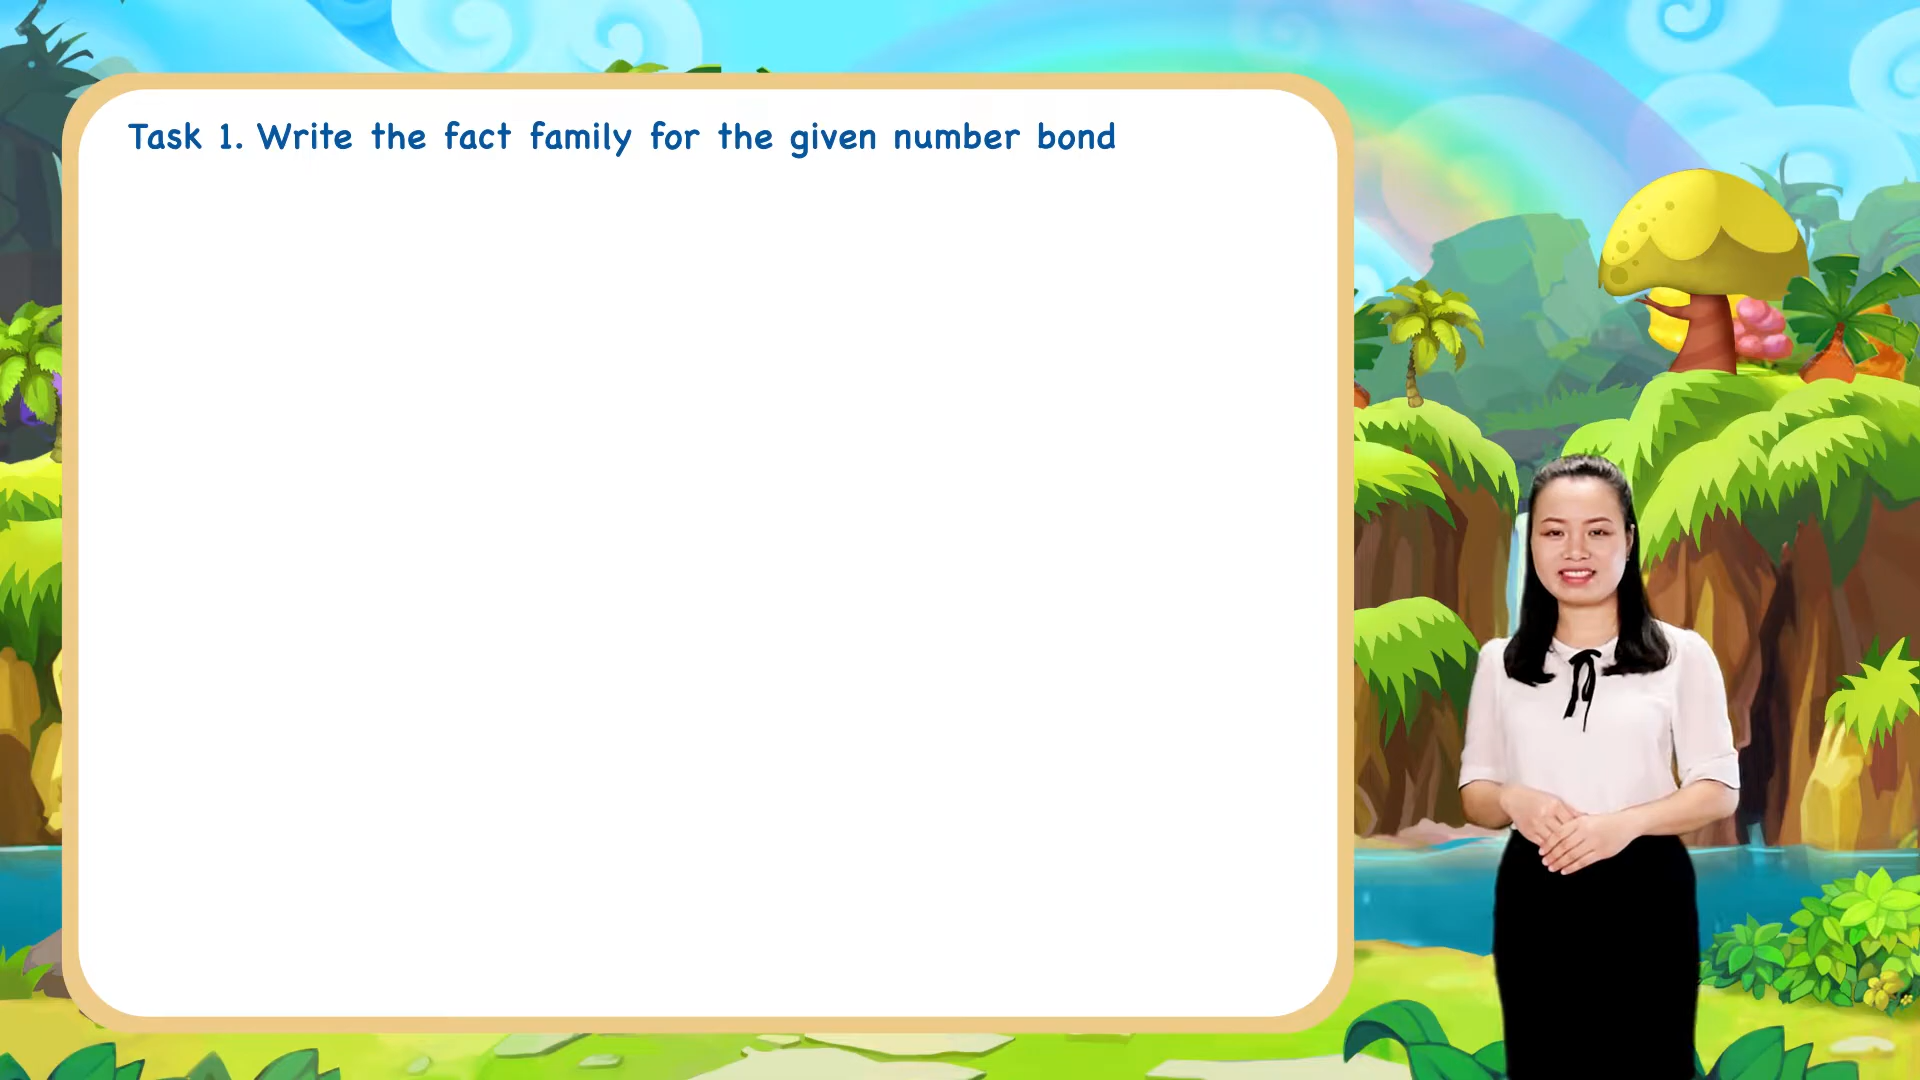 Task 1. Write the fact family for the given number bond